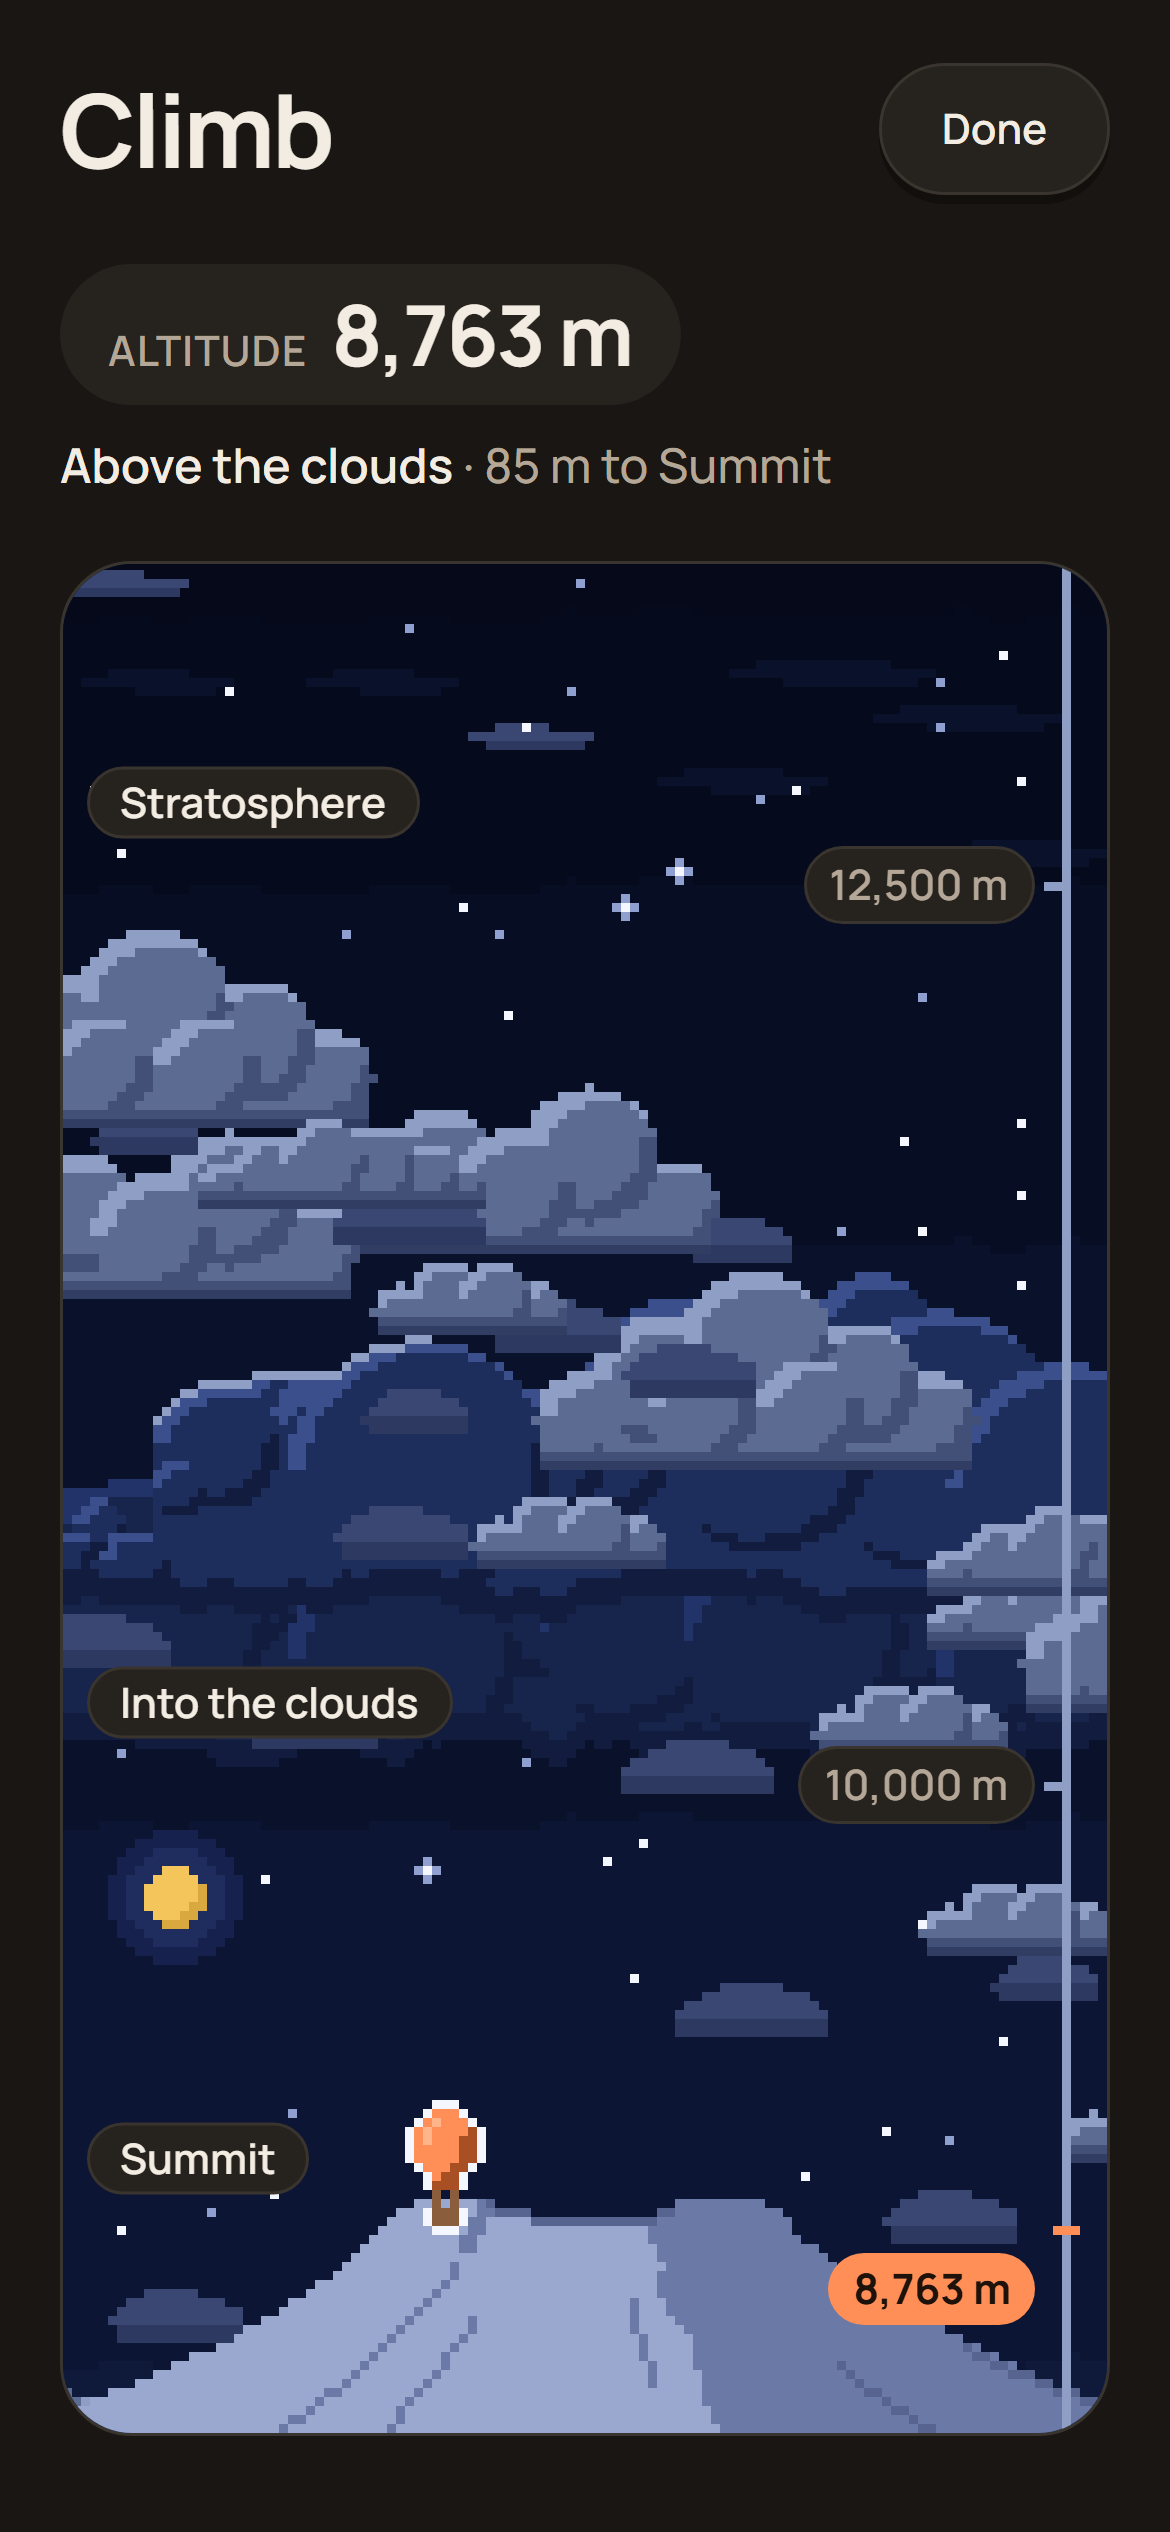 Climb
Done
ALTITUDE 8,763 m
Above the clouds · 85 m to Summit
Stratosphere
12,500 m
Into the clouds
10,000 m
Summit
8,763 m